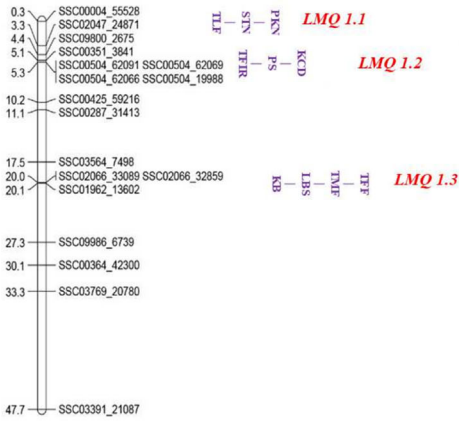 0.3 SSC00004_55528
3.3 SSC02047_24871
4.4 SSC09800_2675
5.1 SSC00351_3841
5.3 SSC00504_62091 SSC00504_62069
SSC00504_62066 SSC00504_19988
10.2 SSC00425_59216
11.1 SSC00287_31413
17.5 SSC03564_7498
20.0 SSC02066_33089 SSC02066_32859
20.1 SSC01962_13602
27.3 SSC09986_6739
30.1 SSC00364_42300
33.3 SSC03769_20780
47.7 SSC03391_21087
TLF STN PKN LMQ 1.1
TFIR PS KCD LMQ 1.2
KB LBS TMF TFF LMQ 1.3